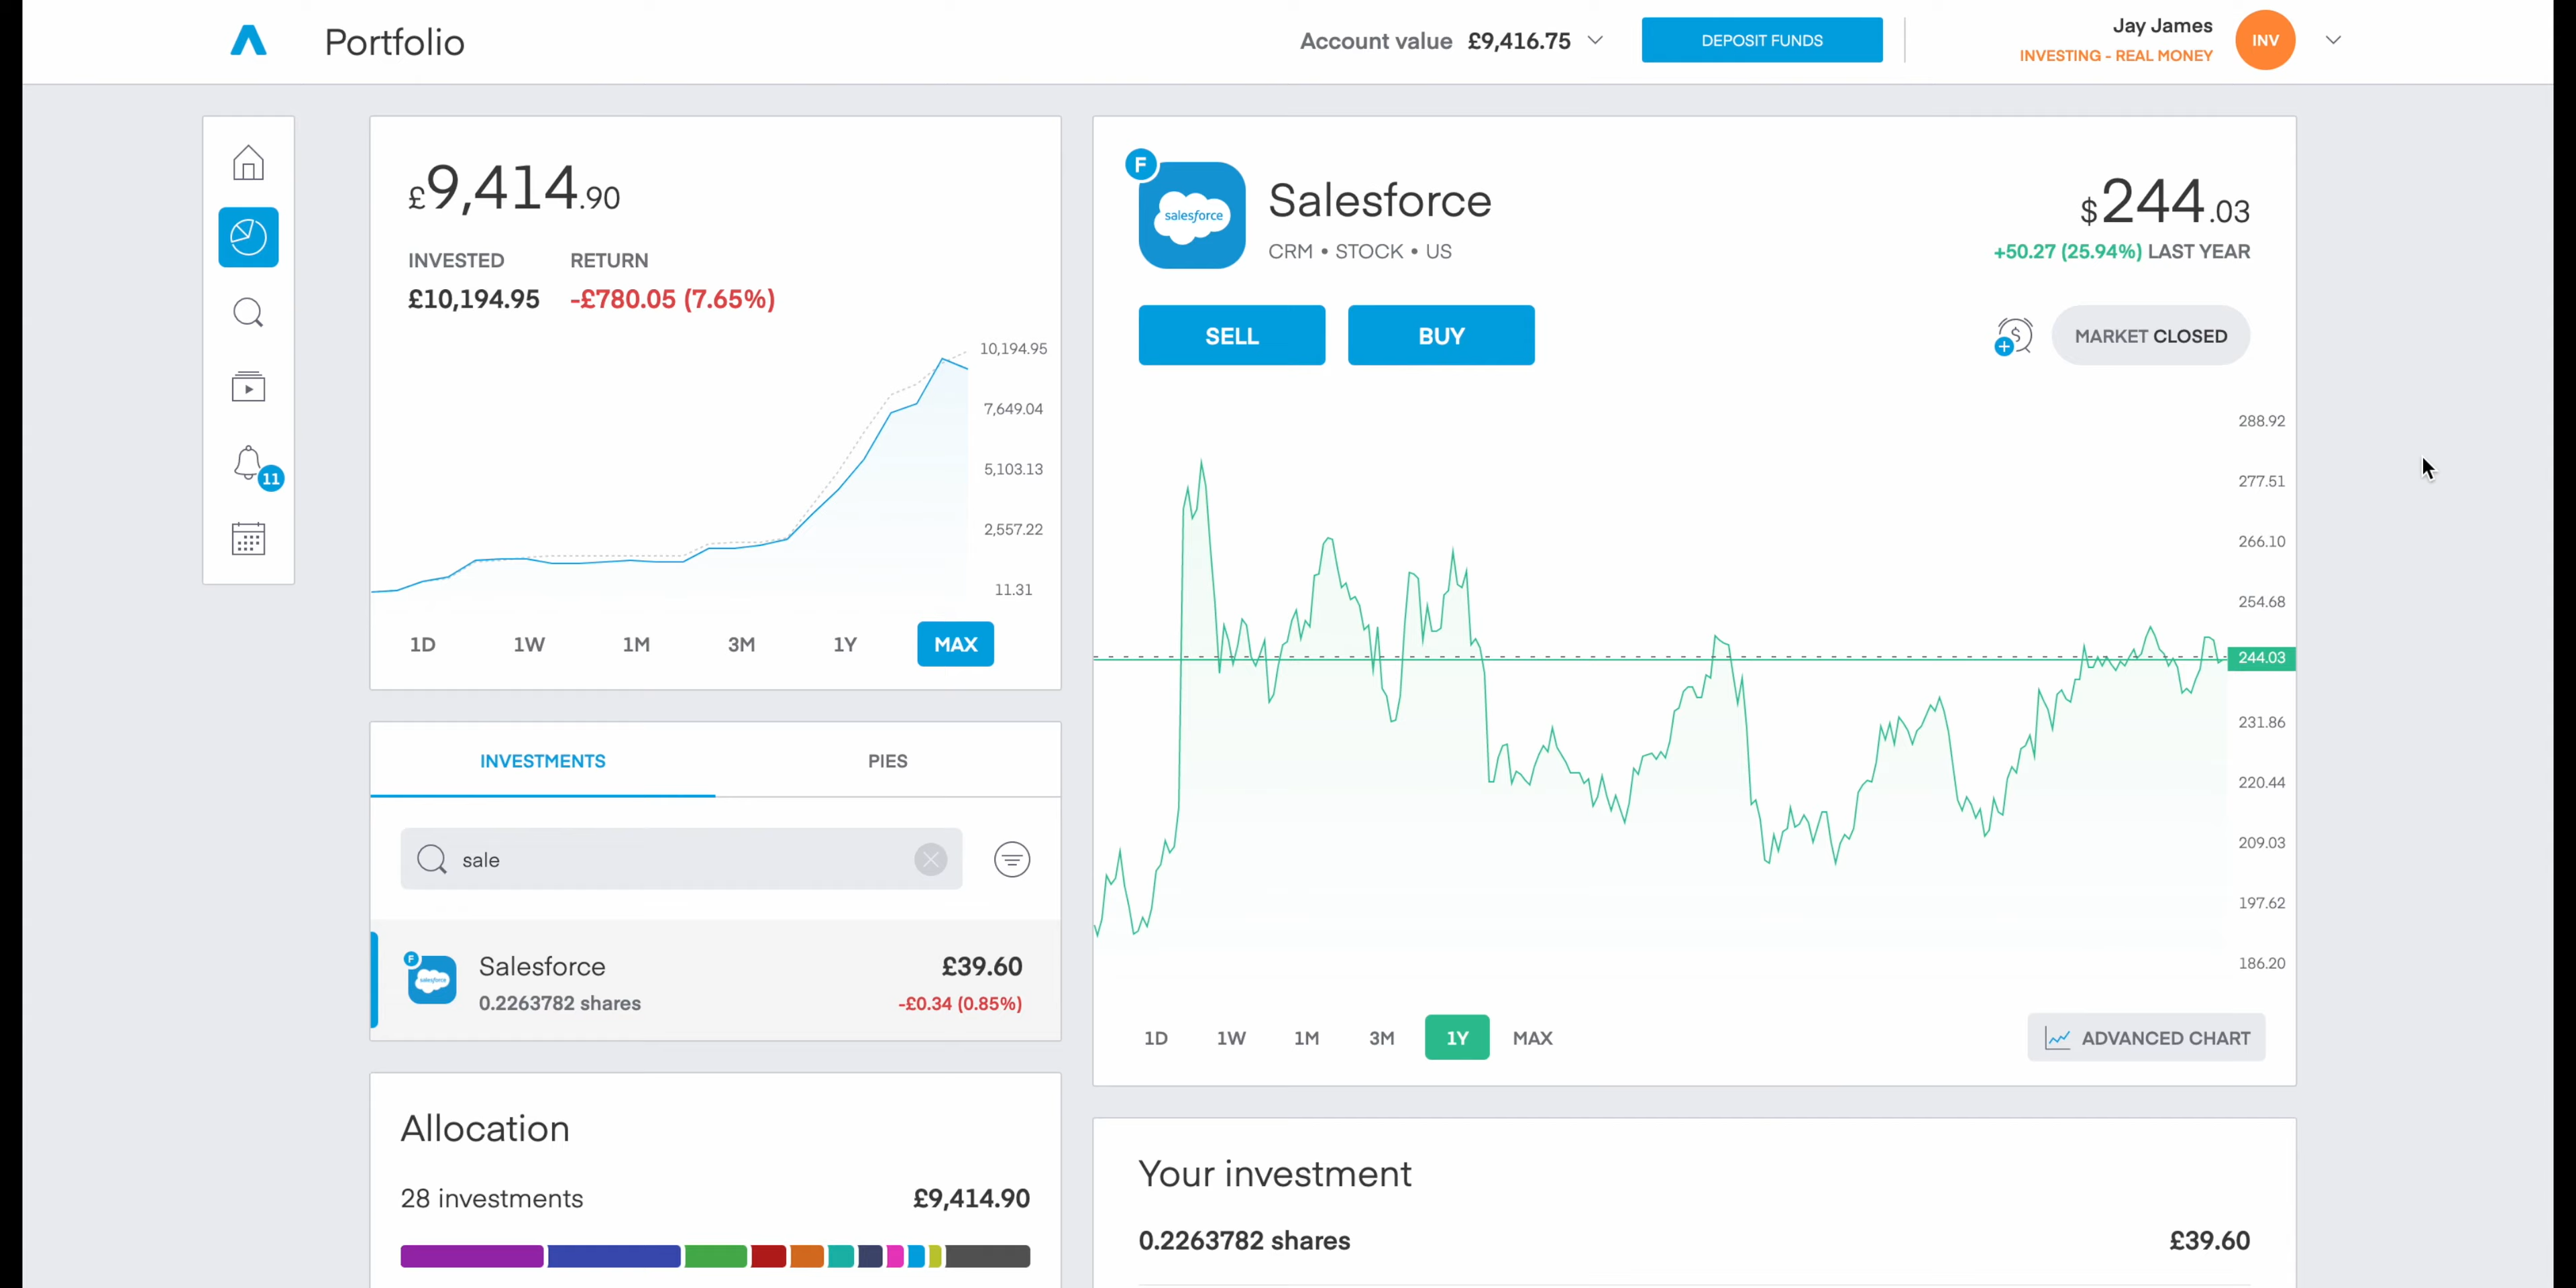 Portfolio
Account value £9,416.75
DEPOSIT FUNDS
Jay James
INVESTING - REAL MONEY
INV
£9,414.90
INVESTED RETURN
£10,194.95 -£780.05 (7.65%)
10,194.95
7,649.04
5,103.13
2,557.22
11.31
1D 1W 1M 3M 1Y MAX
11
INVESTMENTS PIES
sale
F
salesforce
Salesforce £39.60
0.2263782 shares -£0.34 (0.85%)
Allocation
28 investments £9,414.90
F
salesforce
Salesforce
CRM • STOCK • US
$244.03
+50.27 (25.94%) LAST YEAR
SELL BUY
$
MARKET CLOSED
288.92
277.51
266.10
254.68
244.03
231.86
220.44
209.03
197.62
186.20
1D 1W 1M 3M 1Y MAX
ADVANCED CHART
Your investment
0.2263782 shares £39.60